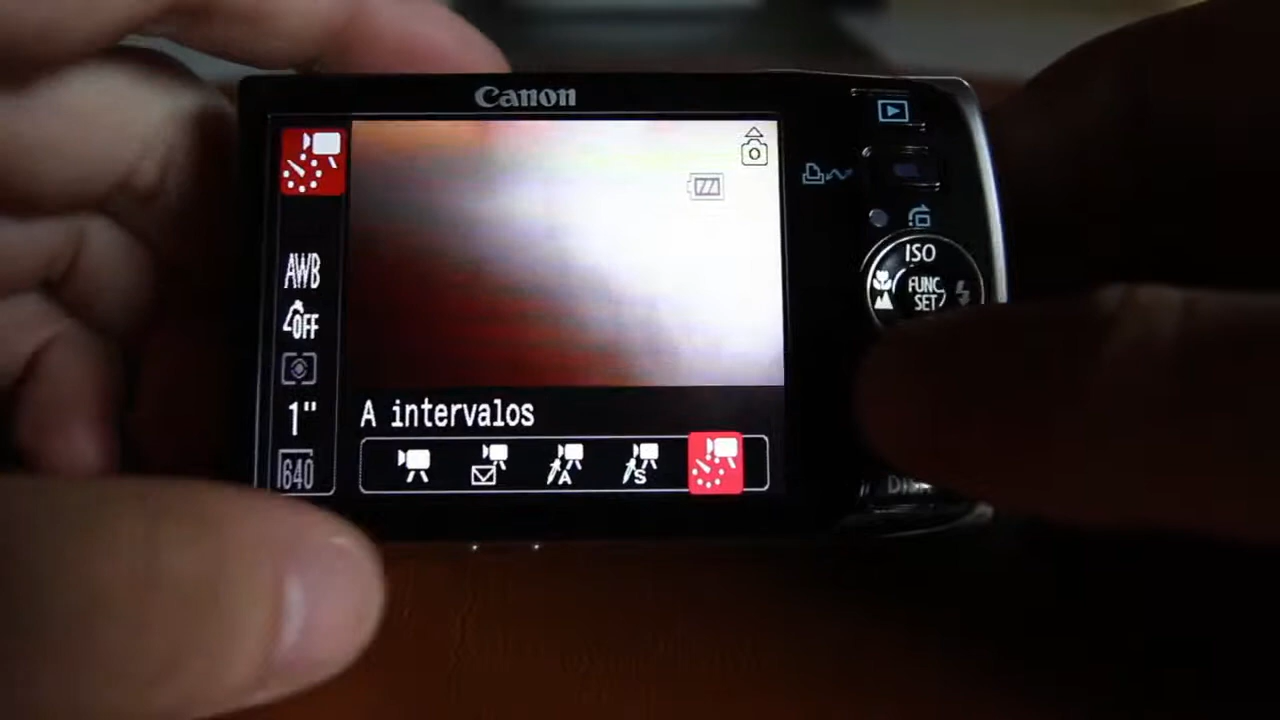 Canon
ISO
FUNC.
SET
AWB
OFF
1"
640
A intervalos
A
S